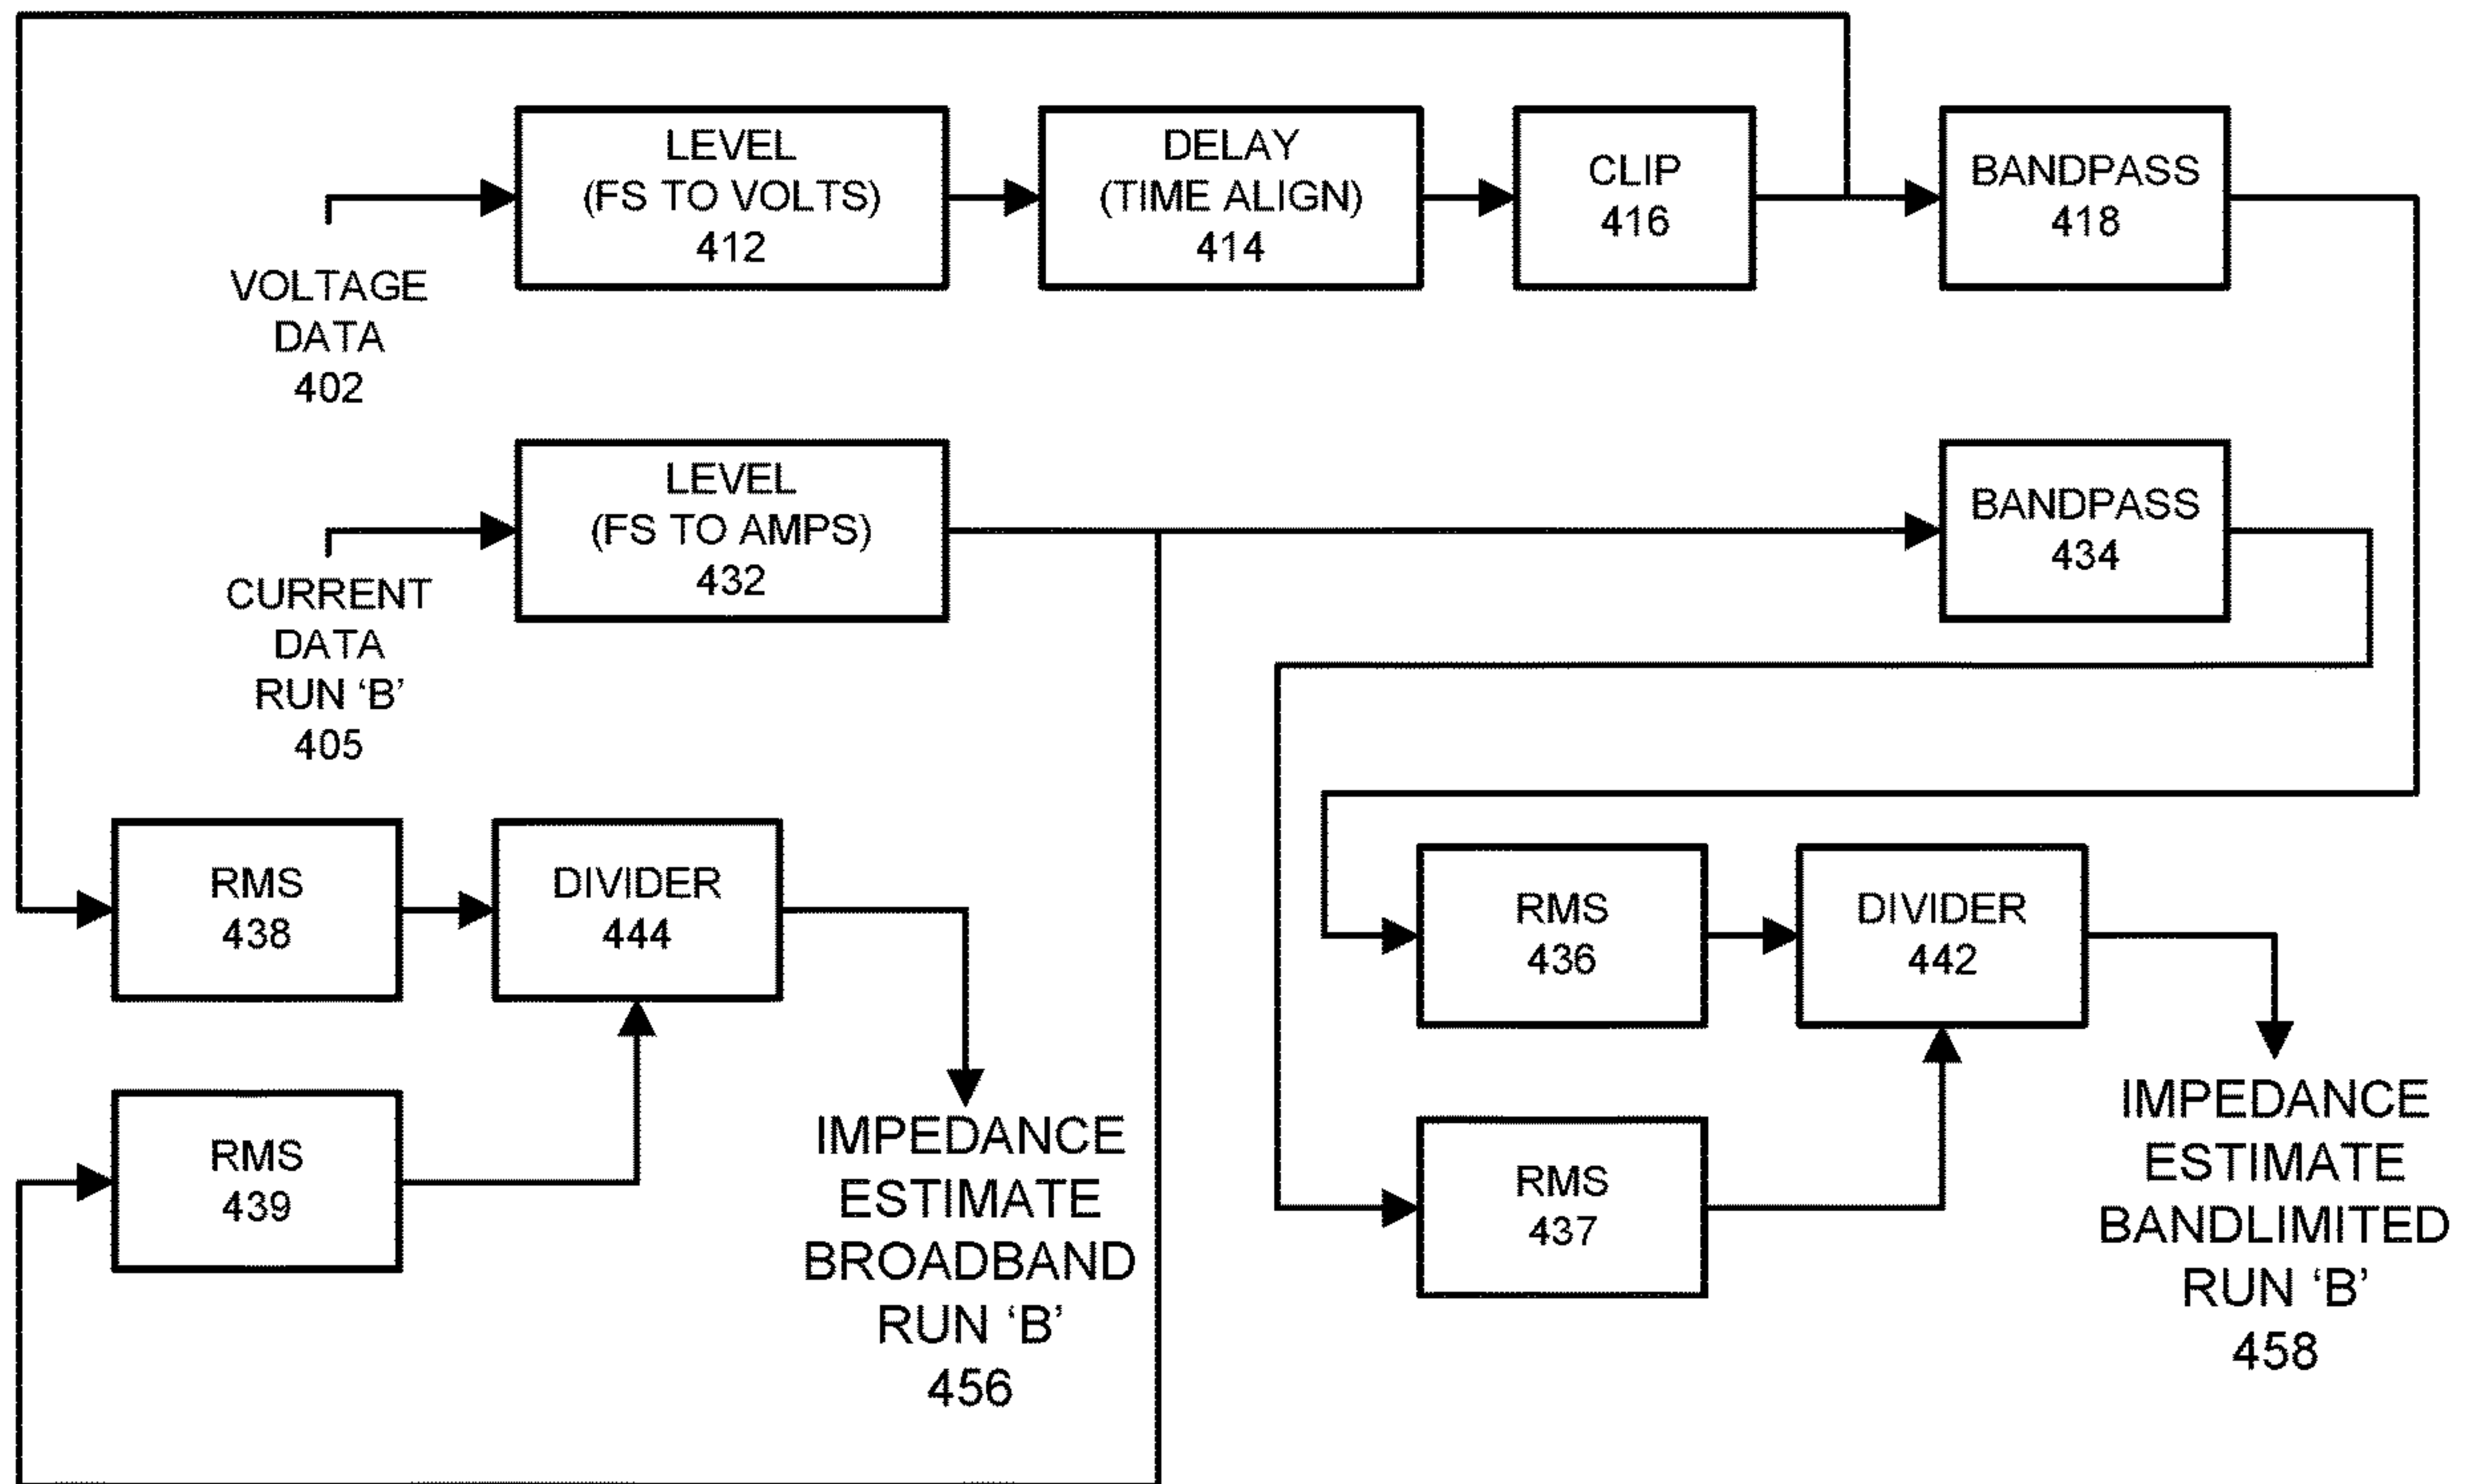 LEVEL
(FS TO VOLTS)
412
DELAY
(TIME ALIGN)
414
CLIP
416
BANDPASS
418
VOLTAGE
DATA
402
LEVEL
(FS TO AMPS)
432
BANDPASS
434
CURRENT
DATA
RUN ‘B’
405
RMS
438
DIVIDER
444
RMS
436
DIVIDER
442
RMS
439
IMPEDANCE
ESTIMATE
BROADBAND
RUN ‘B’
456
RMS
437
IMPEDANCE
ESTIMATE
BANDLIMITED
RUN ‘B’
458